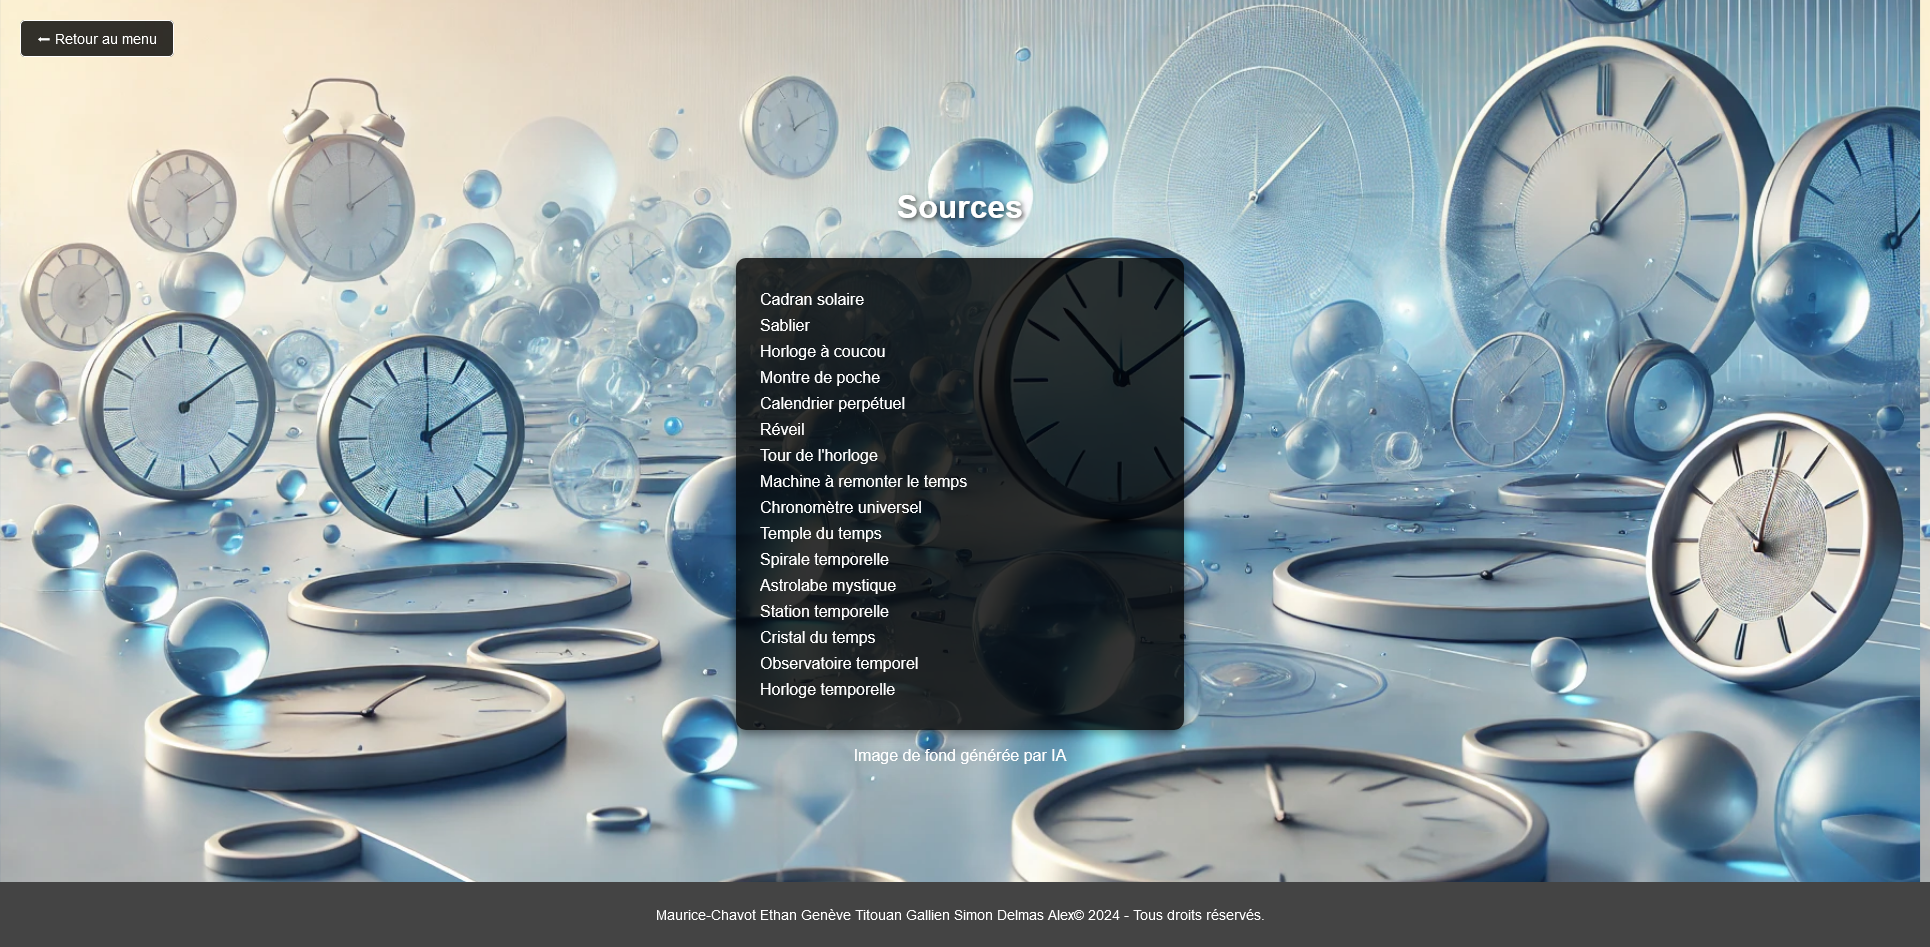 ⬅ Retour au menu
Sources
Cadran solaire
Sablier
Horloge à coucou
Montre de poche
Calendrier perpétuel
Réveil
Tour de l'horloge
Machine à remonter le temps
Chronomètre universel
Temple du temps
Spirale temporelle
Astrolabe mystique
Station temporelle
Cristal du temps
Observatoire temporel
Horloge temporelle
Image de fond générée par IA
Maurice-Chavot Ethan Genève Titouan Gallien Simon Delmas Alex© 2024 - Tous droits réservés.